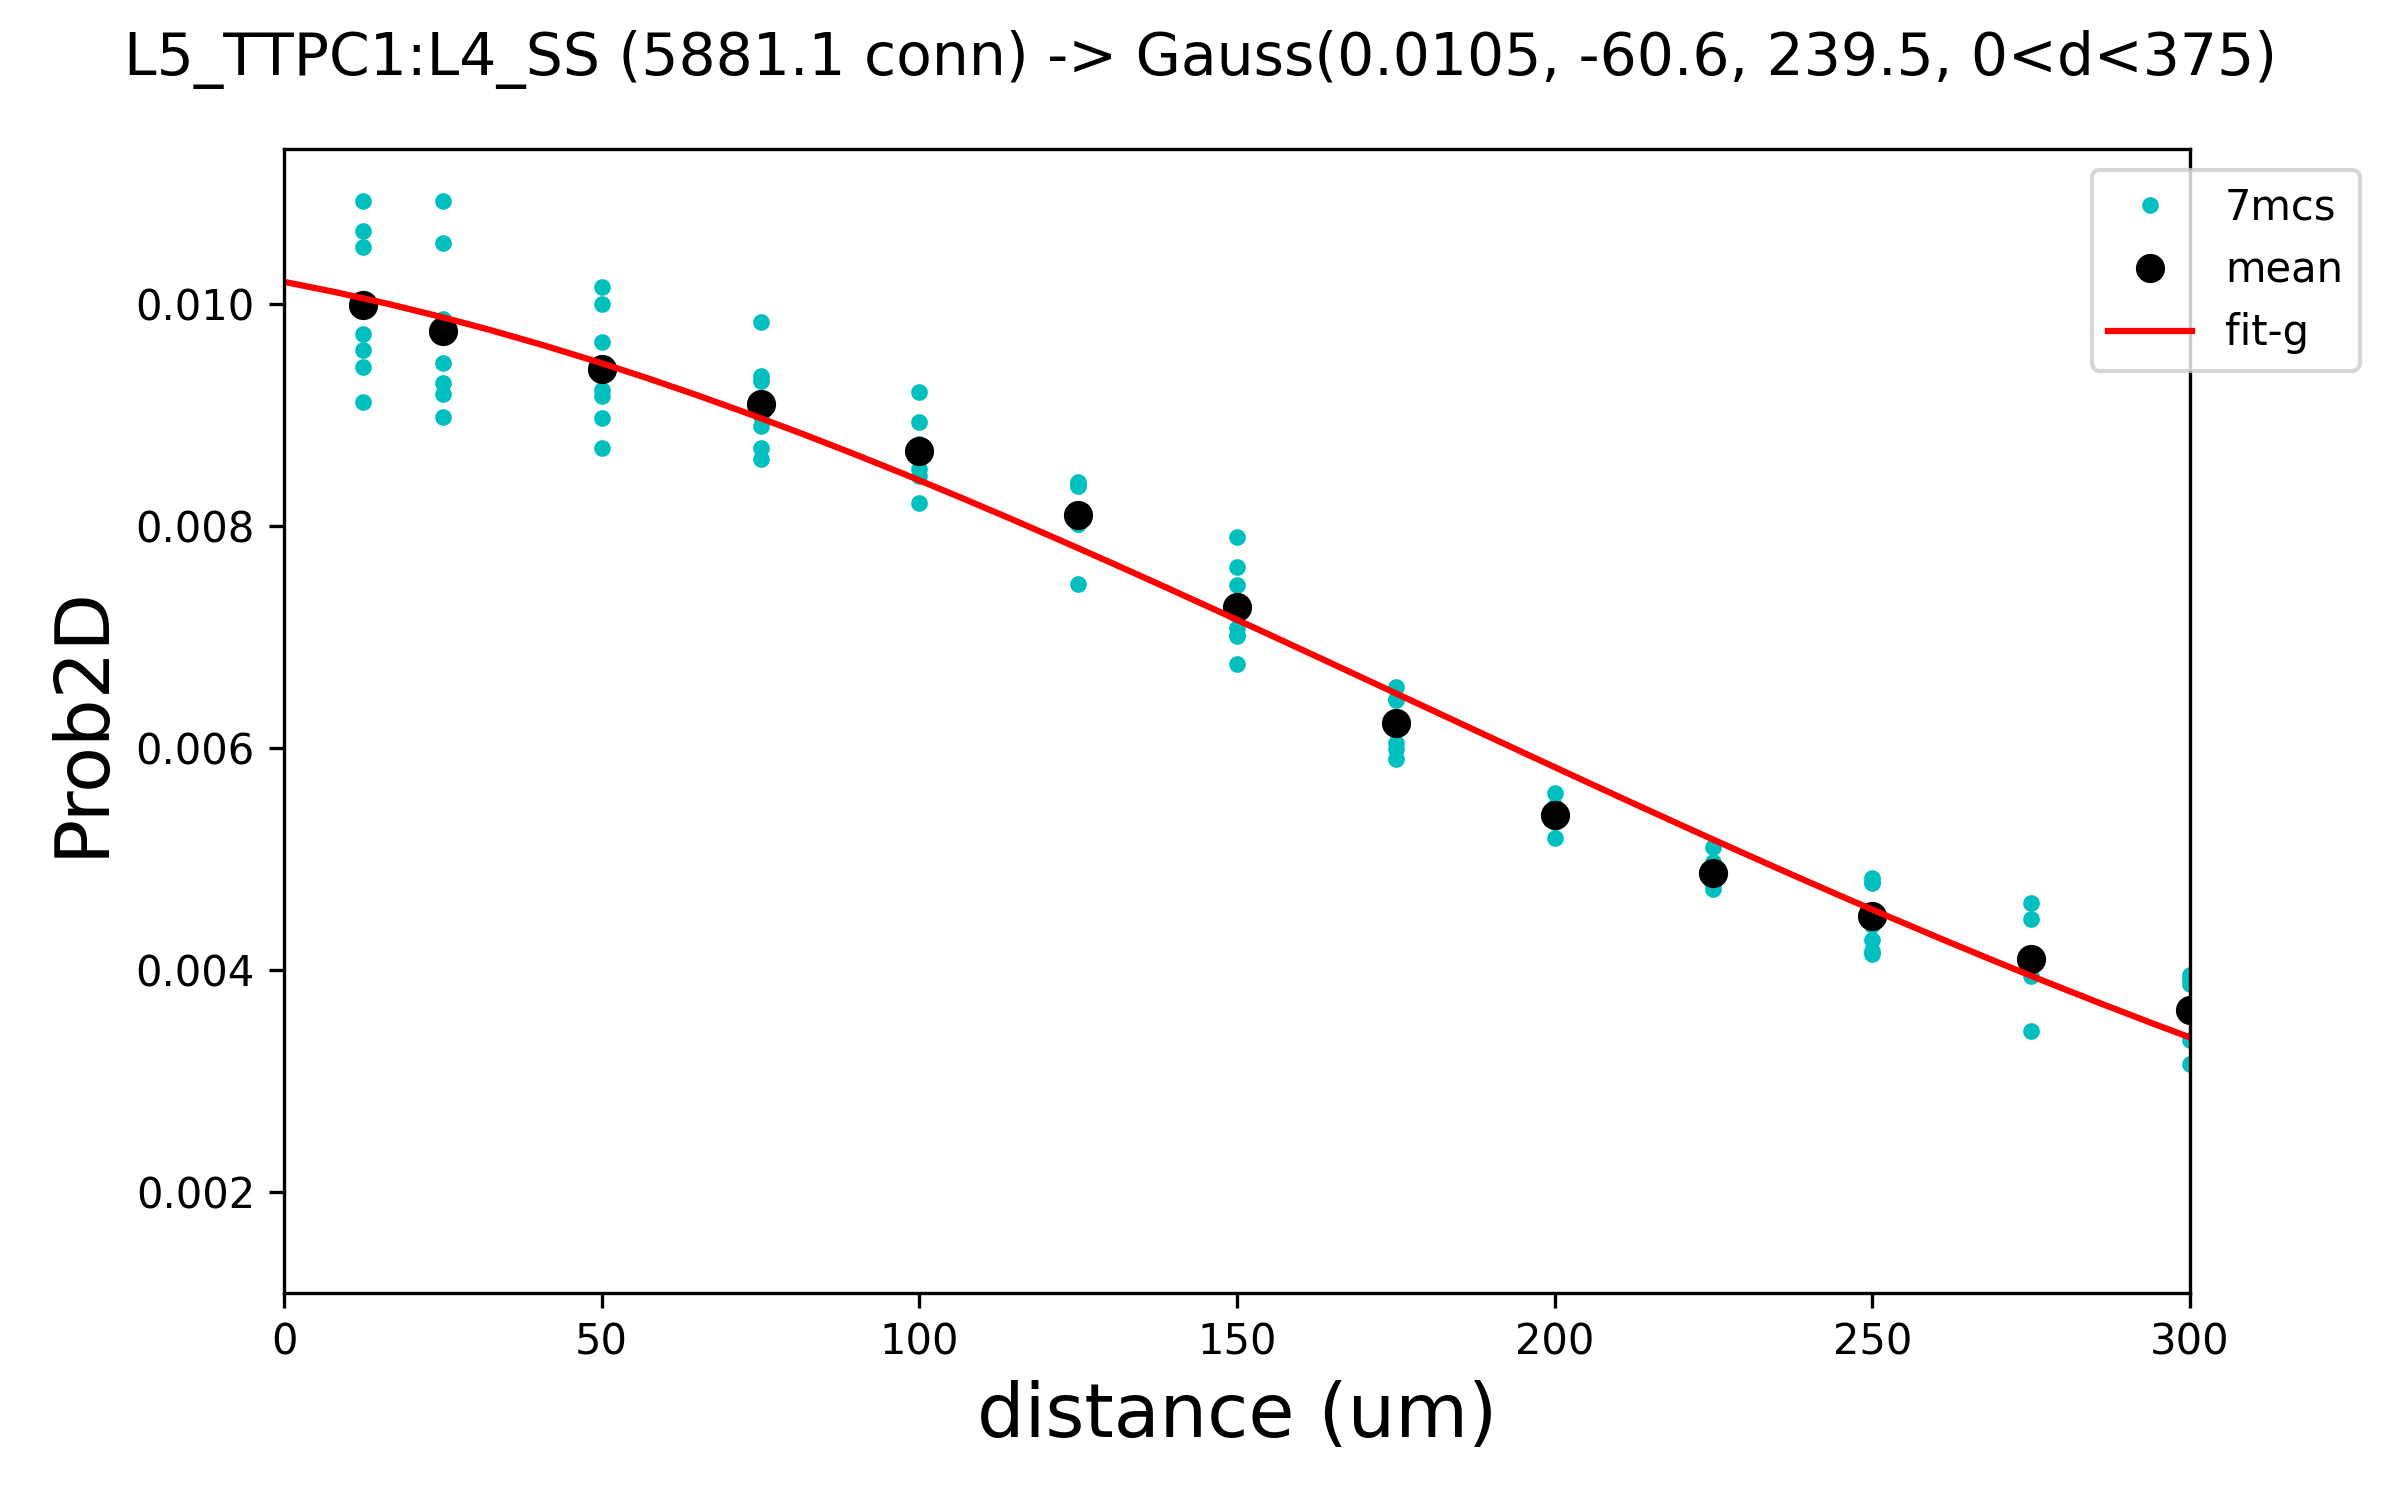 L5_TTPC1:L4_SS (5881.1 conn) -> Gauss(0.0105, -60.6, 239.5, 0<d<375)
7mcs
mean
fit-g
0.010
0.008
0.006
0.004
0.002
Prob2D
0 50 100 150 200 250 300
distance (um)